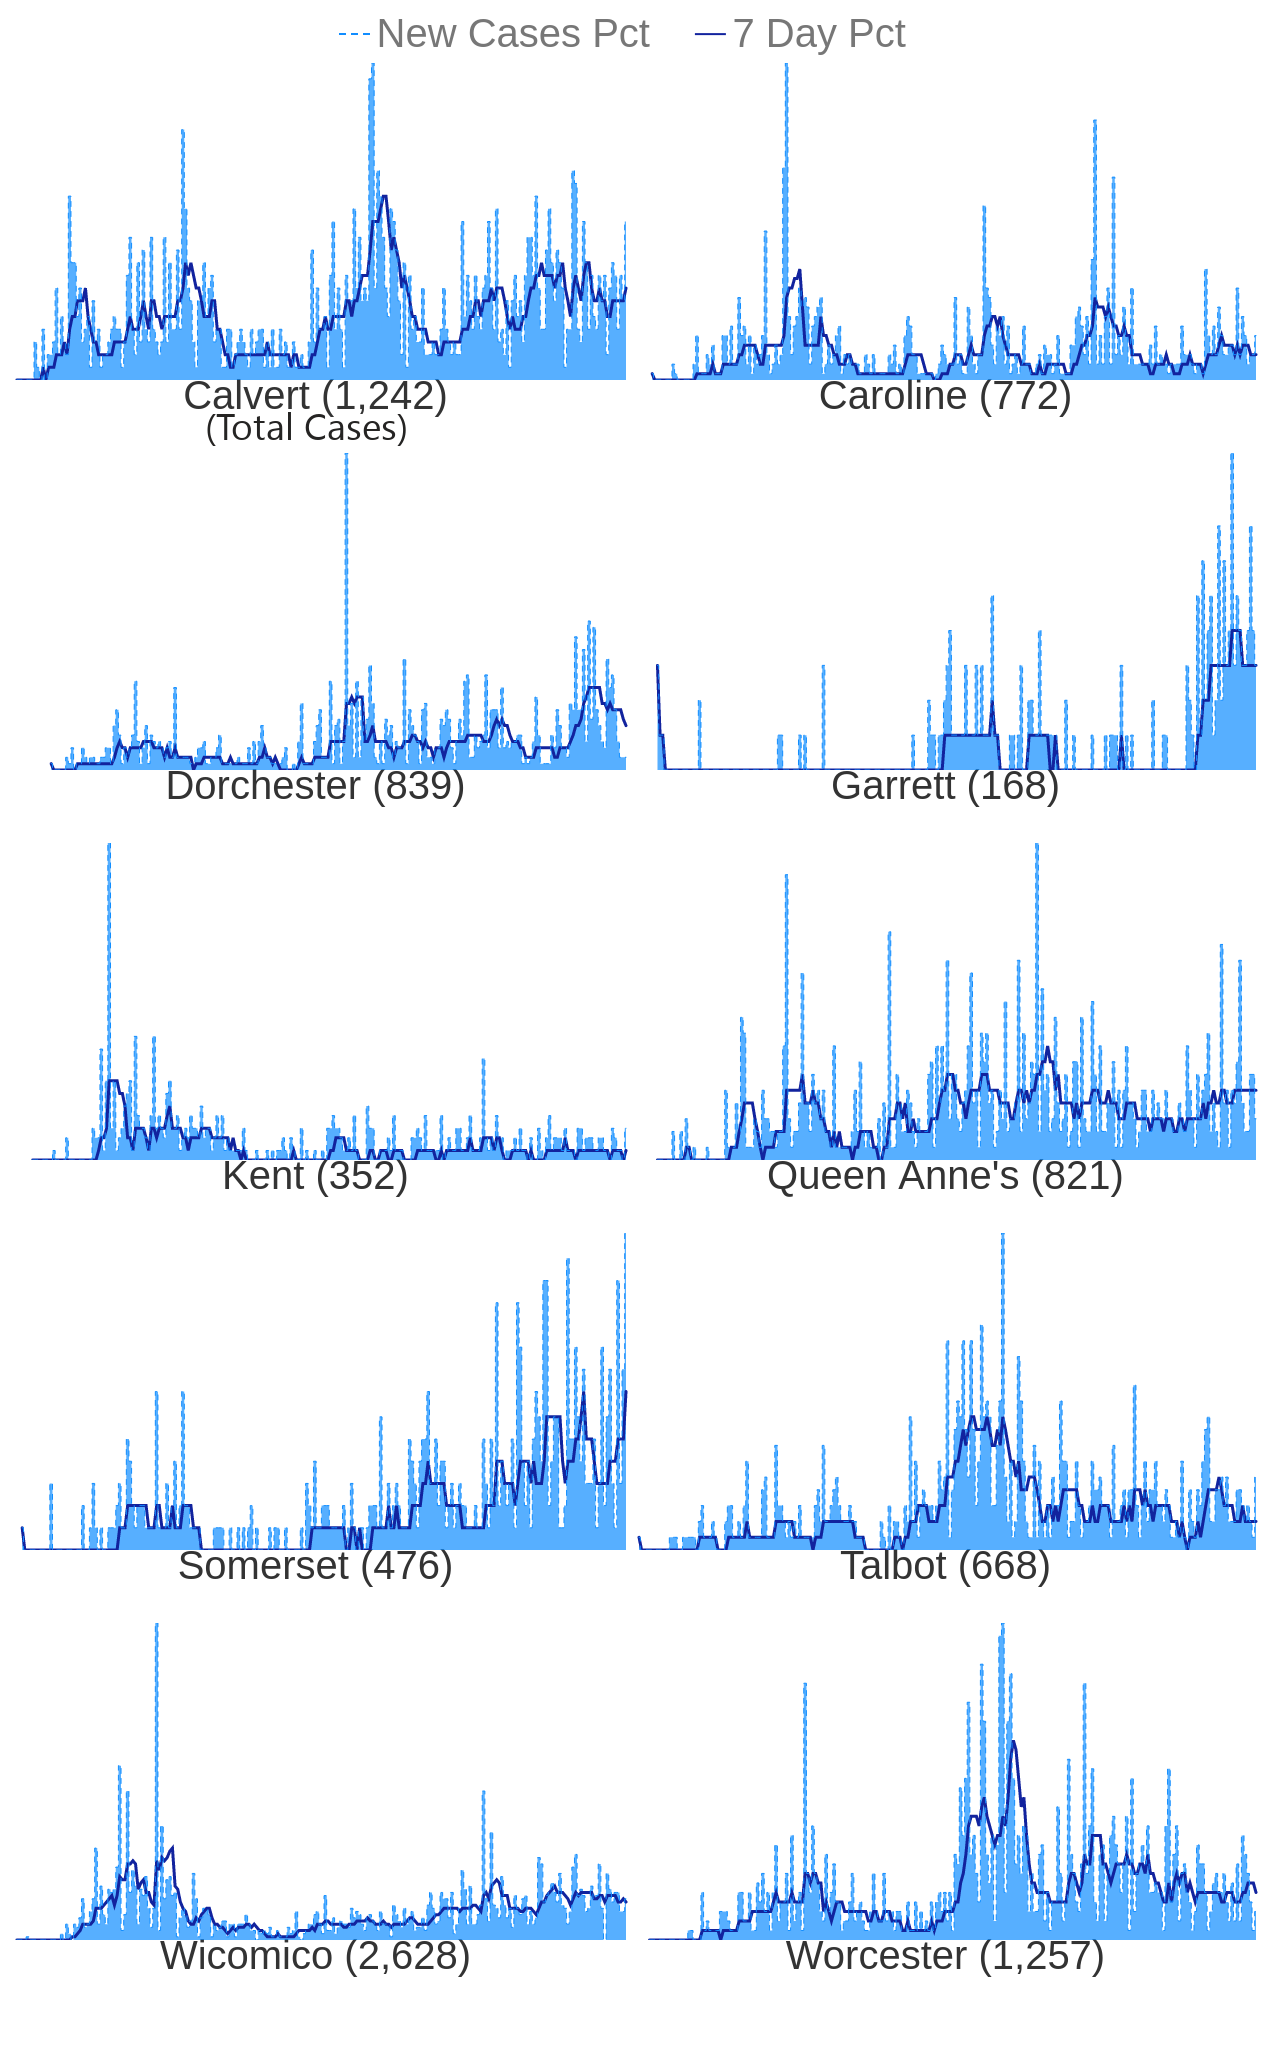 New Cases Pct 7 Day Pct
Calvert (1,242) Caroline (772)
(Total Cases)
Dorchester (839) Garrett (168)
Kent (352) Queen Anne's (821)
Somerset (476) Talbot (668)
Wicomico (2,628) Worcester (1,257)